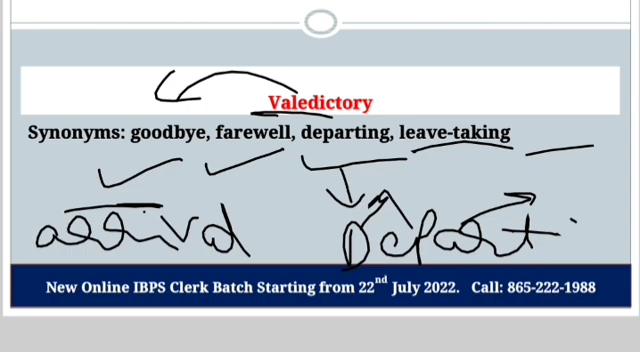 Valedictory
Synonyms: goodbye, farewell, departing, leave-taking
arrival Depart
New Online IBPS Clerk Batch Starting from 22nd July 2022. Call: 865-222-1988